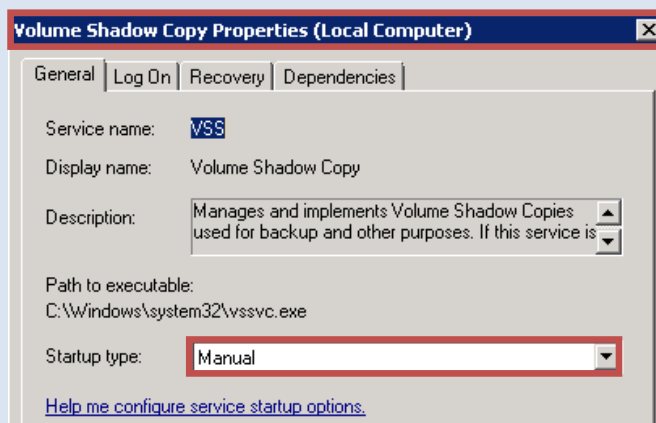 Volume Shadow Copy Properties (Local Computer)
General Log On Recovery Dependencies
Service name: VSS
Display name: Volume Shadow Copy
Description: Manages and implements Volume Shadow Copies
used for backup and other purposes. If this service is
Path to executable:
C:\Windows\system32\vssvc.exe
Startup type: Manual
Help me configure service startup options.